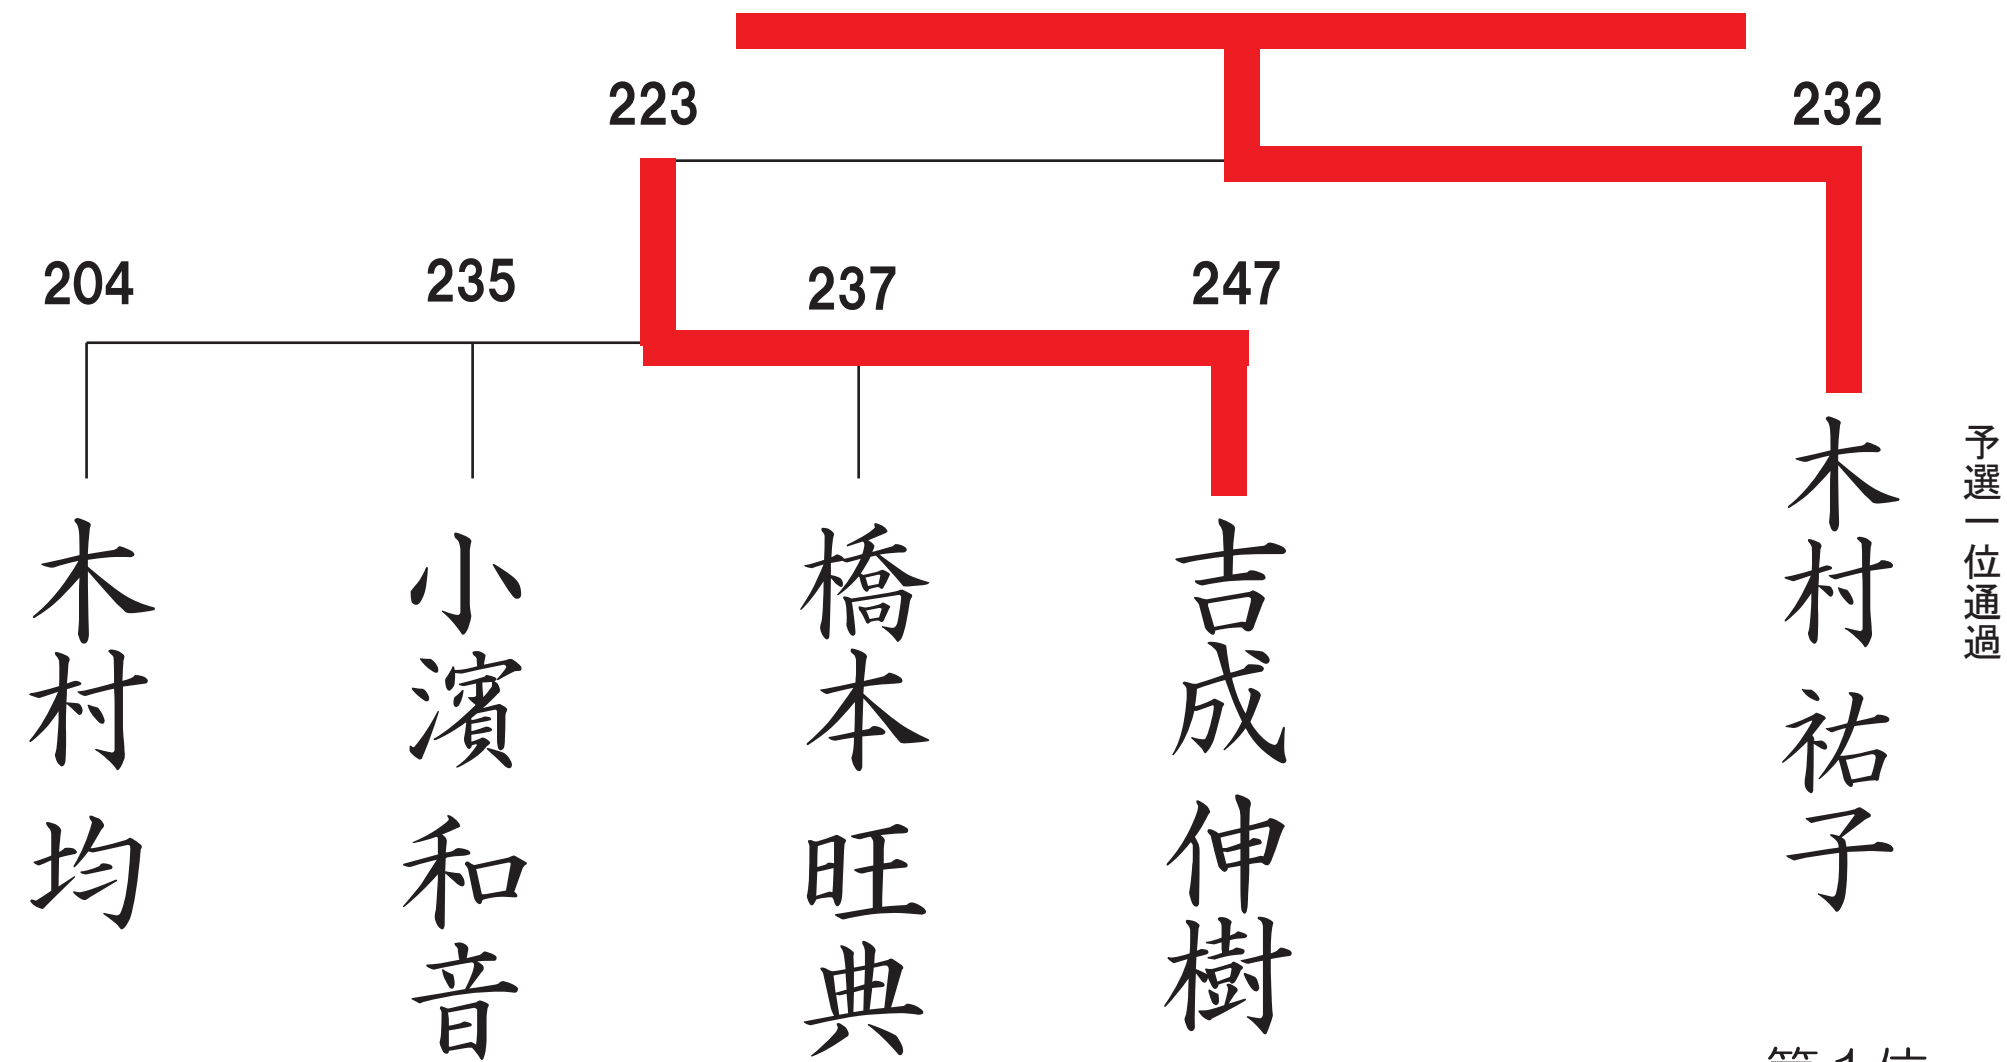 223
232
204
235
237
247
木村 均
小濱 和音
橋本 旺典
吉成 伸樹
木村 祐子
予選一位通過